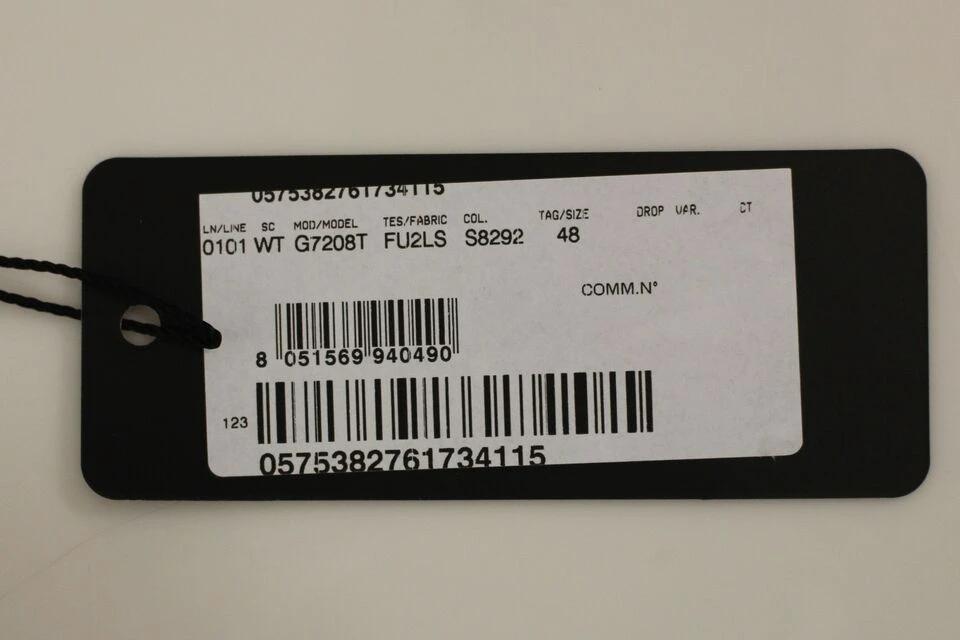 0575382761734115
LN/LINE SC MOD/MODEL TES/FABRIC COL. TAG/SIZE DROP VAR. CT
0101 WT G7208T FU2LS S8292 48
COMM.N°
8 051569 940490
123
0575382761734115